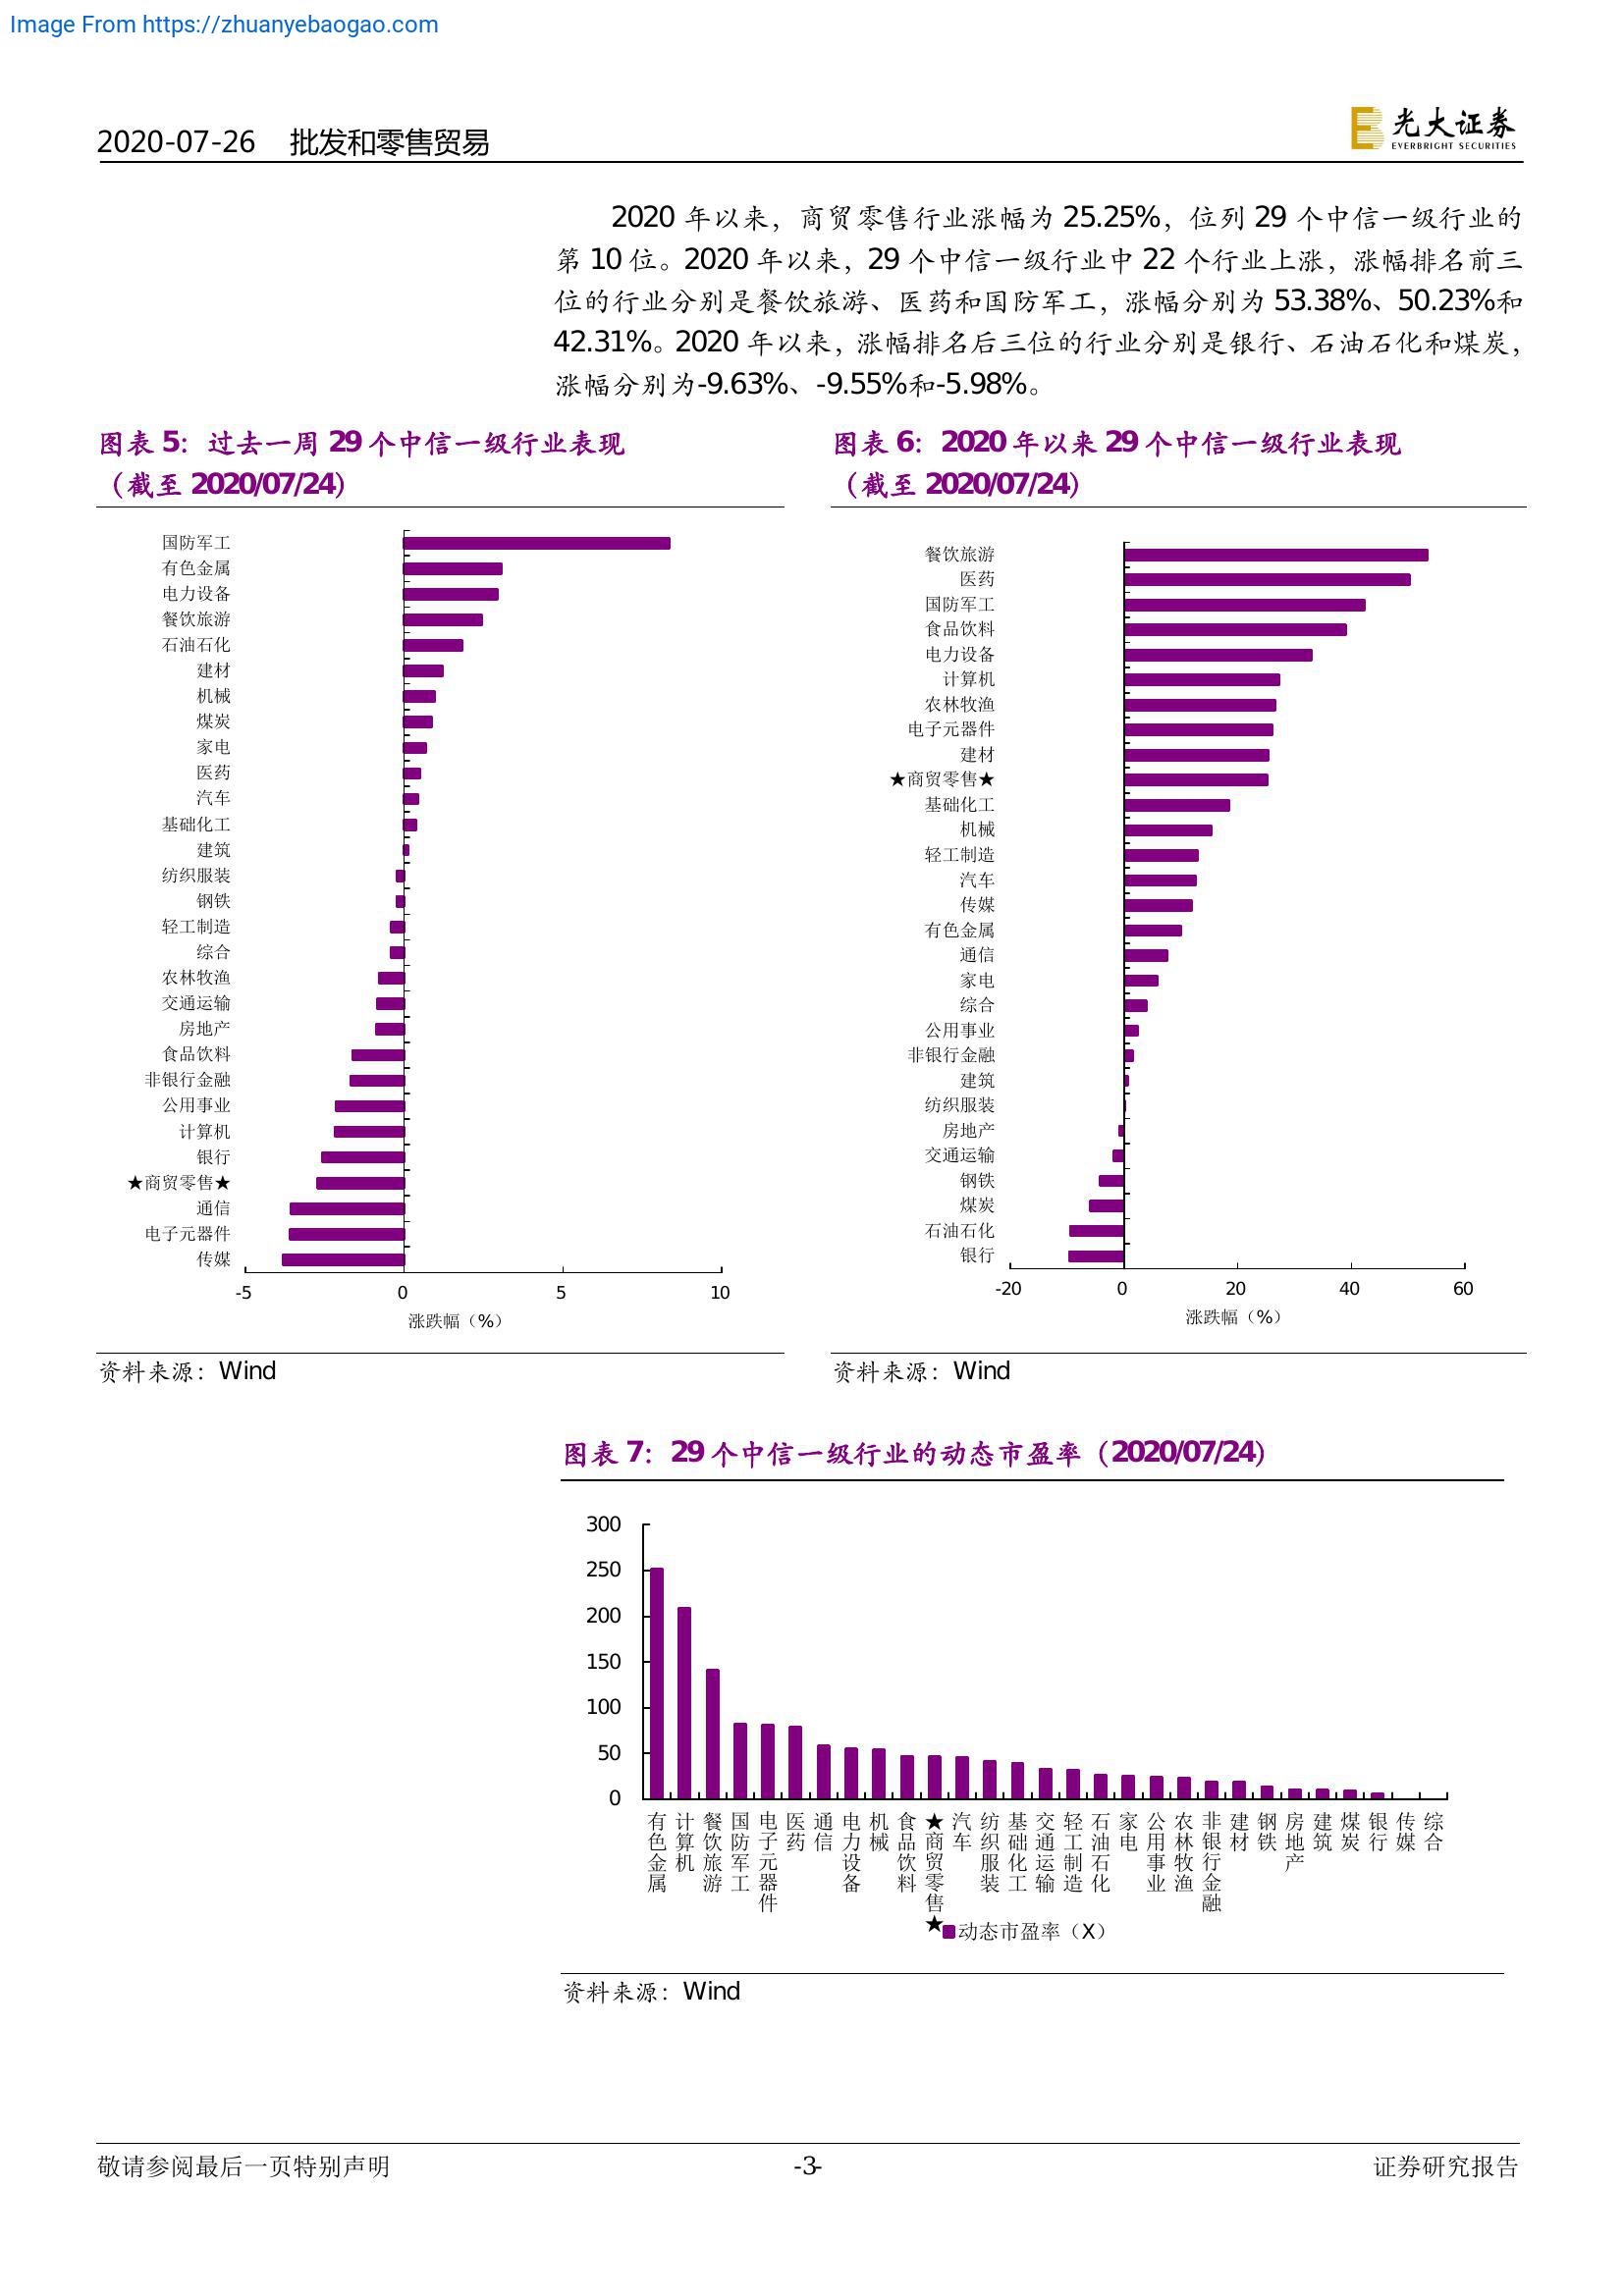 Image From https://zhuanyebaogao.com
2020-07-26 批发和零售贸易
光大证券
EVERBRIGHT SECURITIES
2020 年以来，商贸零售行业涨幅为 25.25%，位列 29 个中信一级行业的
第 10 位。2020 年以来，29 个中信一级行业中 22 个行业上涨，涨幅排名前三
位的行业分别是餐饮旅游、医药和国防军工，涨幅分别为 53.38%、50.23%和
42.31%。2020 年以来，涨幅排名后三位的行业分别是银行、石油石化和煤炭，
涨幅分别为-9.63%、-9.55%和-5.98%。
图表 5：过去一周 29 个中信一级行业表现
（截至 2020/07/24）
国防军工
有色金属
电力设备
餐饮旅游
石油石化
建材
机械
煤炭
家电
医药
汽车
基础化工
建筑
纺织服装
钢铁
轻工制造
综合
农林牧渔
交通运输
房地产
食品饮料
非银行金融
公用事业
计算机
银行
★商贸零售★
通信
电子元器件
传媒
-5 0 5 10
涨跌幅（%）
资料来源：Wind
图表 6：2020 年以来 29 个中信一级行业表现
（截至 2020/07/24）
餐饮旅游
医药
国防军工
食品饮料
电力设备
计算机
农林牧渔
电子元器件
建材
★商贸零售★
基础化工
机械
轻工制造
汽车
传媒
有色金属
通信
家电
综合
公用事业
非银行金融
建筑
纺织服装
房地产
交通运输
钢铁
煤炭
石油石化
银行
-20 0 20 40 60
涨跌幅（%）
资料来源：Wind
图表 7：29 个中信一级行业的动态市盈率（2020/07/24）
300
250
200
150
100
50
0
有色金属
计算机
餐饮旅游
国防军工
电子元器件
医药
通信
电力设备
机械
食品饮料
★商贸零售★
汽车
纺织服装
基础化工
交通运输
轻工制造
石油石化
家电
公用事业
农林牧渔
非银行金融
建材
钢铁
房地产
建筑
煤炭
银行
传媒
综合
动态市盈率（X）
资料来源：Wind
敬请参阅最后一页特别声明 -3- 证券研究报告